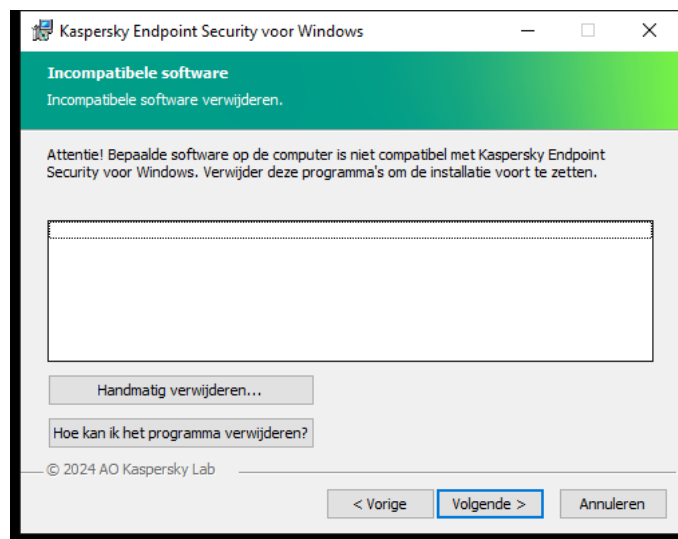 Kaspersky Endpoint Security voor Windows
Incompatibele software
Incompatibele software verwijderen.
Attentie! Bepaalde software op de computer is niet compatibel met Kaspersky Endpoint
Security voor Windows. Verwijder deze programma's om de installatie voort te zetten.
Handmatig verwijderen...
Hoe kan ik het programma verwijderen?
© 2024 AO Kaspersky Lab
< Vorige
Volgende >
Annuleren